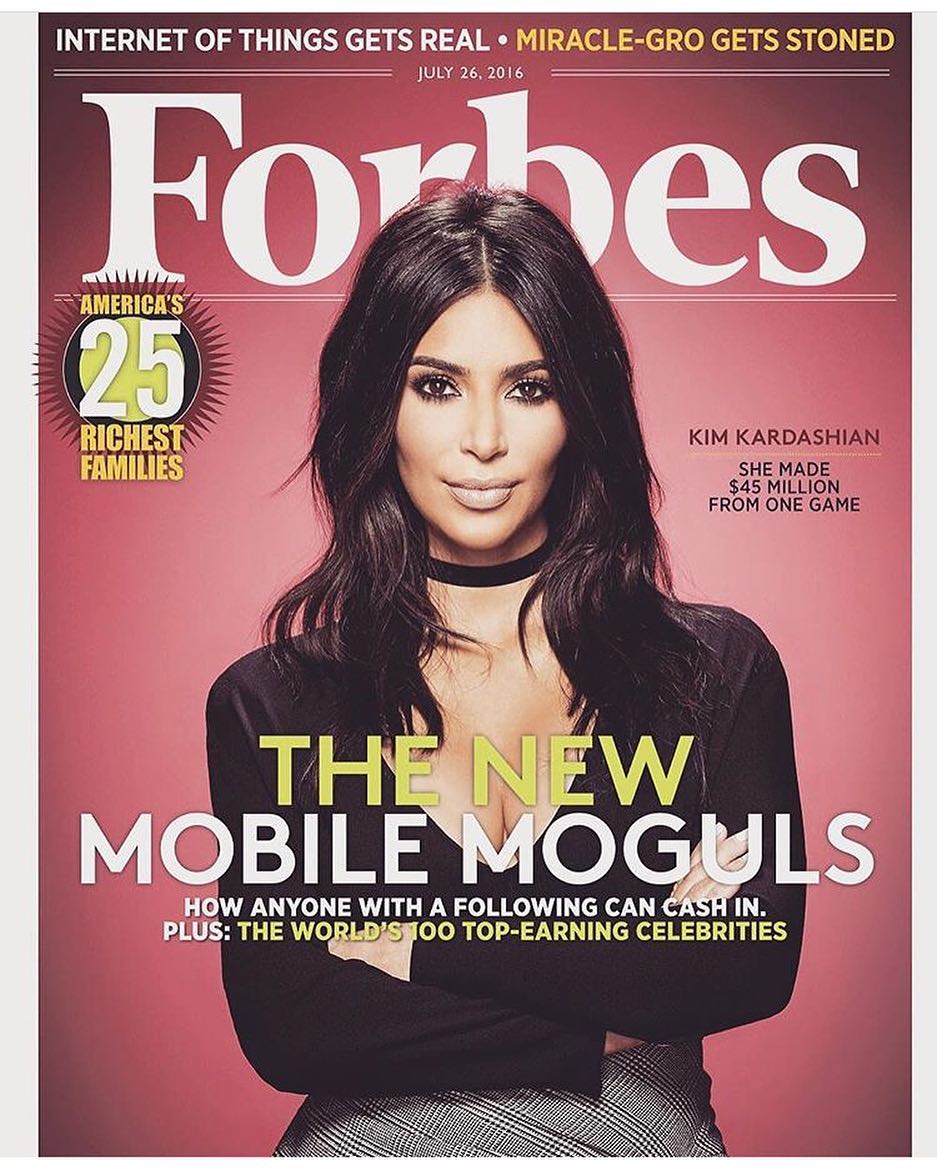 INTERNET OF THINGS GETS REAL • MIRACLE-GRO GETS STONED
JULY 26, 2016
Forbes
AMERICA'S
25
RICHEST
FAMILIES
KIM KARDASHIAN
SHE MADE
$45 MILLION
FROM ONE GAME
THE NEW
MOBILE MOGULS
HOW ANYONE WITH A FOLLOWING CAN CASH IN.
PLUS: THE WORLD'S 100 TOP-EARNING CELEBRITIES